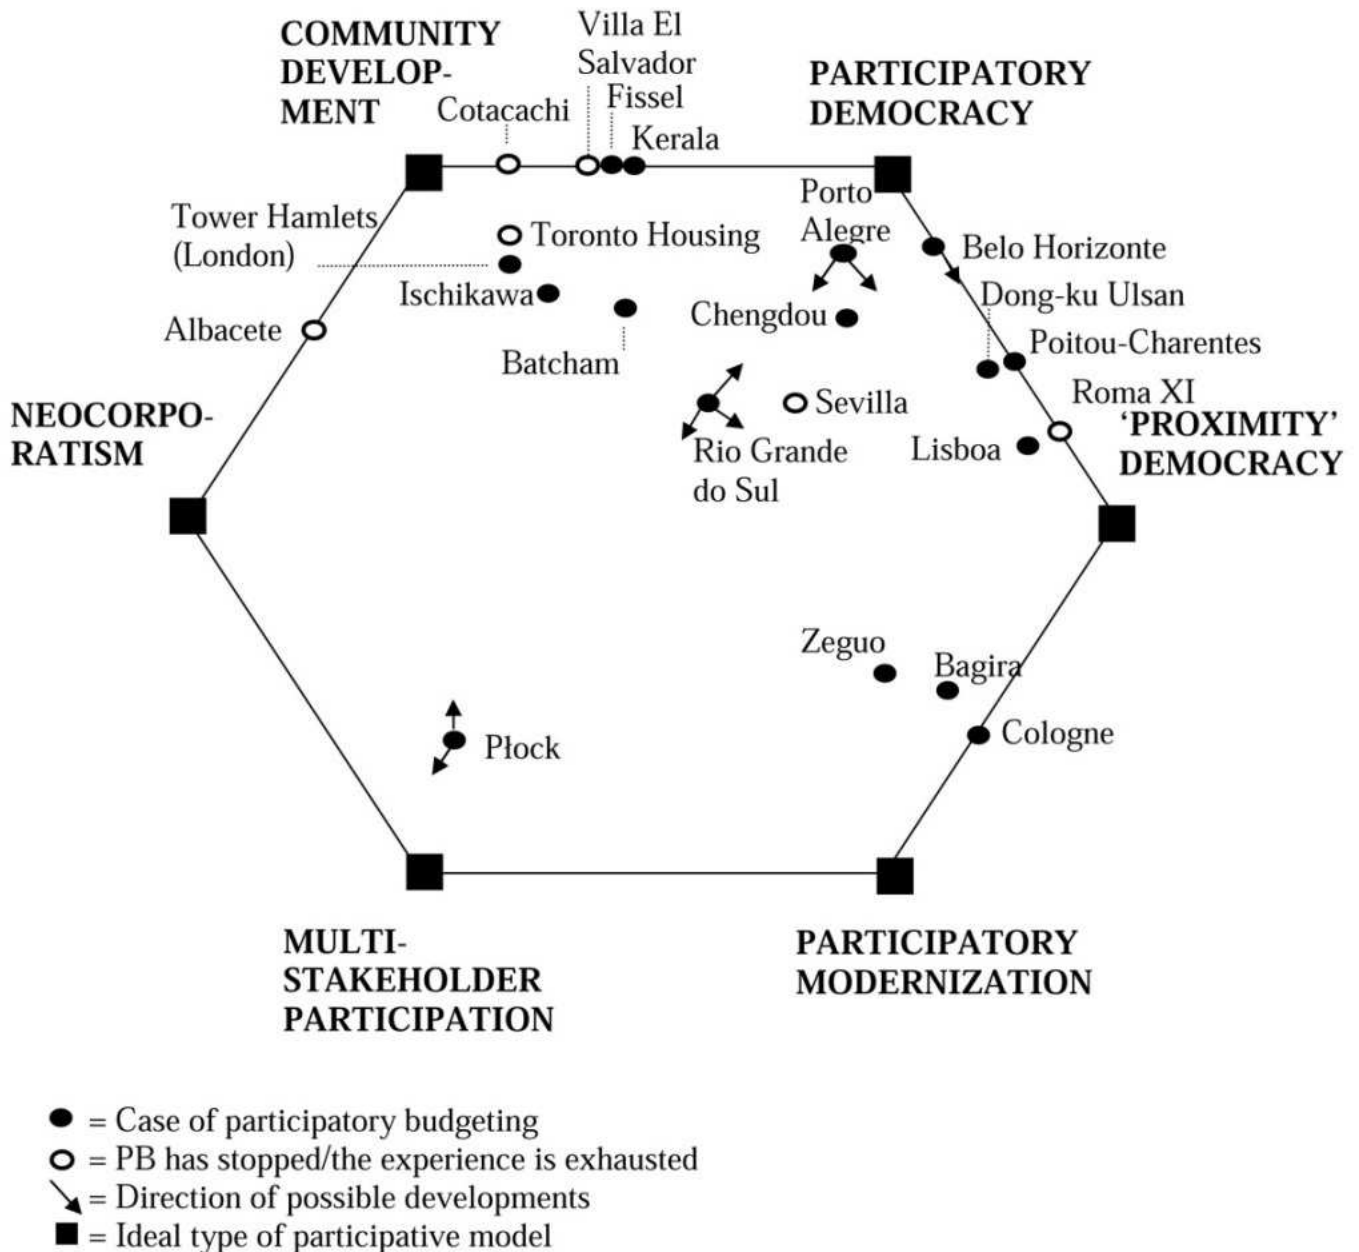 COMMUNITY
DEVELOP-
MENT
Villa El
Salvador
Cotacachi
Fissel
Kerala
PARTICIPATORY
DEMOCRACY
Tower Hamlets
(London)
Toronto Housing
Porto
Alegre
Belo Horizonte
Ischikawa
Dong-ku Ulsan
Albacete
Chengdou
Batcham
Poitou-Charentes
Roma XI
NEOCORPO-
RATISM
Sevilla
Rio Grande
do Sul
Lisboa
‘PROXIMITY’
DEMOCRACY
Zeguo
Bagira
Cologne
Płock
MULTI-
STAKEHOLDER
PARTICIPATION
PARTICIPATORY
MODERNIZATION
= Case of participatory budgeting
= PB has stopped/the experience is exhausted
= Direction of possible developments
= Ideal type of participative model